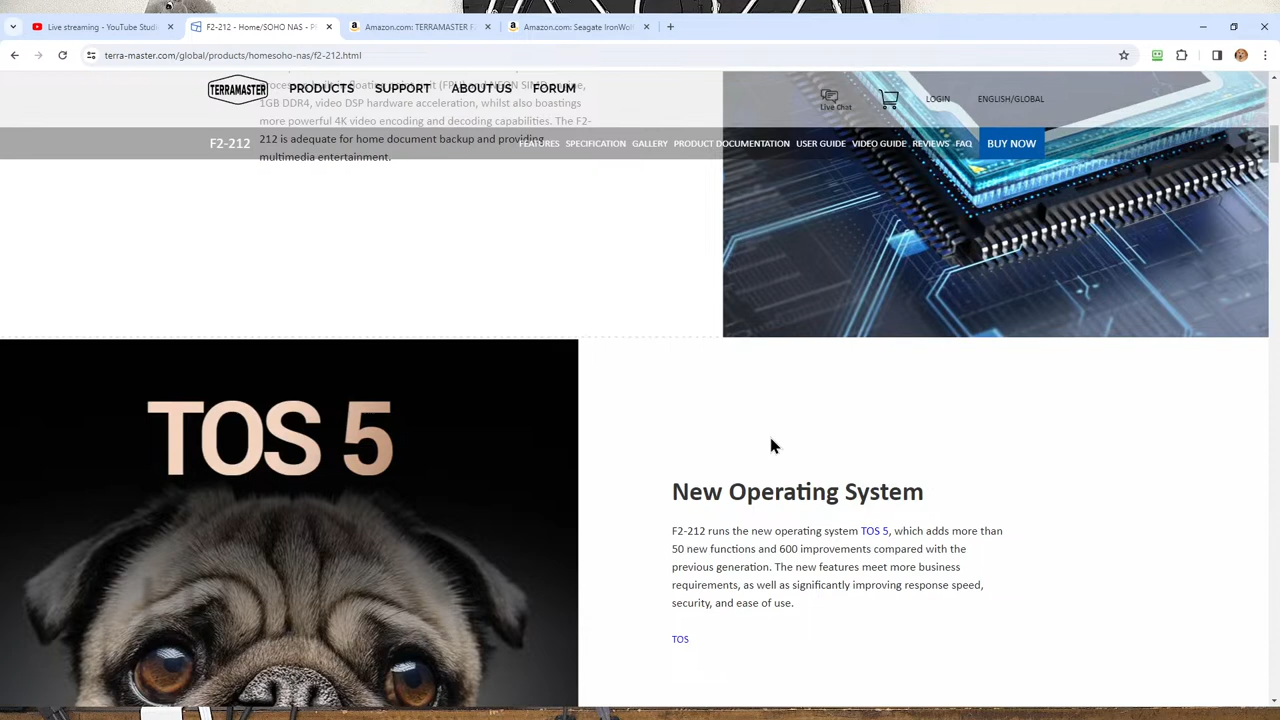 Live streaming - YouTube Studi
F2-212 - Home/SOHO NAS - P
Amazon.com: TERRAMASTER F
Amazon.com: Seagate IronWol
terra-master.com/global/products/homesoho-nas/f2-212.html
TERRAMASTER
PRODUCTS
SUPPORT
ABOUT US
FORUM
Live Chat
LOGIN
ENGLISH/GLOBAL
1GB DDR4, video DSP hardware acceleration, whilst also boastings
more powerful 4K video encoding and decoding capabilities. The F2-
212 is adequate for home document backup and providing
multimedia entertainment.
F2-212
FEATURES
SPECIFICATION
GALLERY
PRODUCT DOCUMENTATION
USER GUIDE
VIDEO GUIDE
REVIEWS
FAQ
BUY NOW
TOS 5
New Operating System
F2-212 runs the new operating system TOS 5, which adds more than
50 new functions and 600 improvements compared with the
previous generation. The new features meet more business
requirements, as well as significantly improving response speed,
security, and ease of use.
TOS